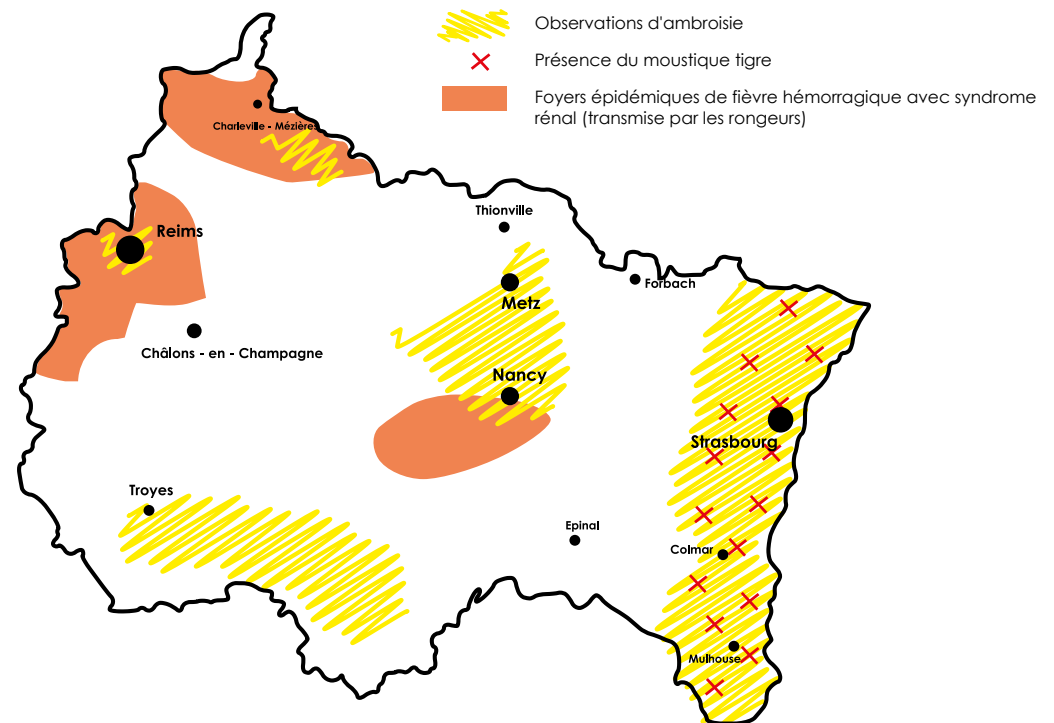 Observations d'ambroisie
Présence du moustique tigre
Foyers épidémiques de fièvre hémorragique avec syndrome
rénal (transmise par les rongeurs)
Charleville - Mézières
Thionville
Reims
Forbach
Metz
Châlons - en - Champagne
Nancy
Strasbourg
Troyes
Epinal
Colmar
Mulhouse